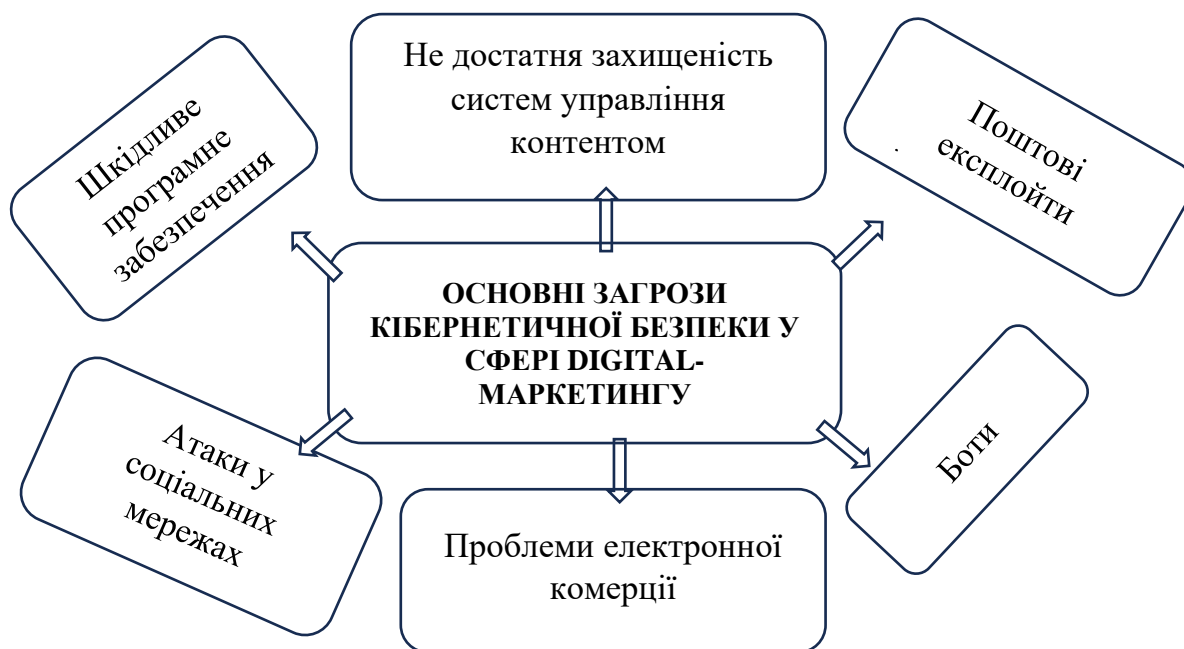 Не достатня захищеність
систем управління
контентом
Шкідливе
програмне
забезпечення
Поштові
експлойти
.
ОСНОВНІ ЗАГРОЗИ
КІБЕРНЕТИЧНОЇ БЕЗПЕКИ У
СФЕРІ DIGITAL-
МАРКЕТИНГУ
Атаки у
соціальних
мережах
Проблеми електронної
комерції
Боти